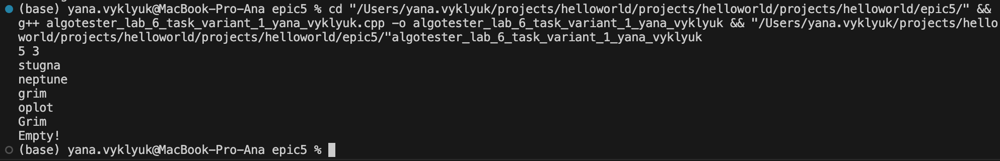 (base) yana.vyklyuk@MacBook-Pro-Ana epic5 % cd "/Users/yana.vyklyuk/projects/helloworld/projects/helloworld/projects/helloworld/epic5/" &&
g++ algotester_lab_6_task_variant_1_yana_vyklyuk.cpp -o algotester_lab_6_task_variant_1_yana_vyklyuk && "/Users/yana.vyklyuk/projects/hello
world/projects/helloworld/projects/helloworld/epic5/"algotester_lab_6_task_variant_1_yana_vyklyuk
5 3
stugna
neptune
grim
oplot
Grim
Empty!
(base) yana.vyklyuk@MacBook-Pro-Ana epic5 %